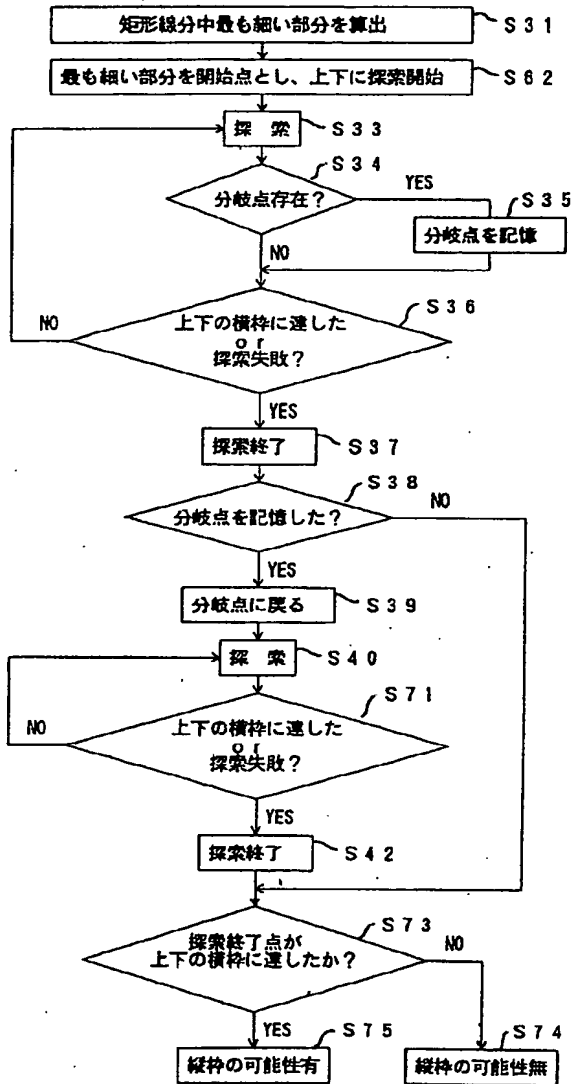 矩形線分中最も細い部分を算出 S31
最も細い部分を開始点とし、上下に探索開始 S62
探 索 S33
S34
分岐点存在？
YES
S35
分岐点を記憶
NO
S36
上下の横枠に達した
or
探索失敗？
NO
YES
探索終了 S37
S38
分岐点を記憶した？
NO
YES
分岐点に戻る S39
探 索 S40
S71
上下の横枠に達した
or
探索失敗？
NO
YES
探索終了 S42
S73
探索終了点が
上下の横枠に達したか？
NO
YES
S75
縦枠の可能性有
S74
縦枠の可能性無